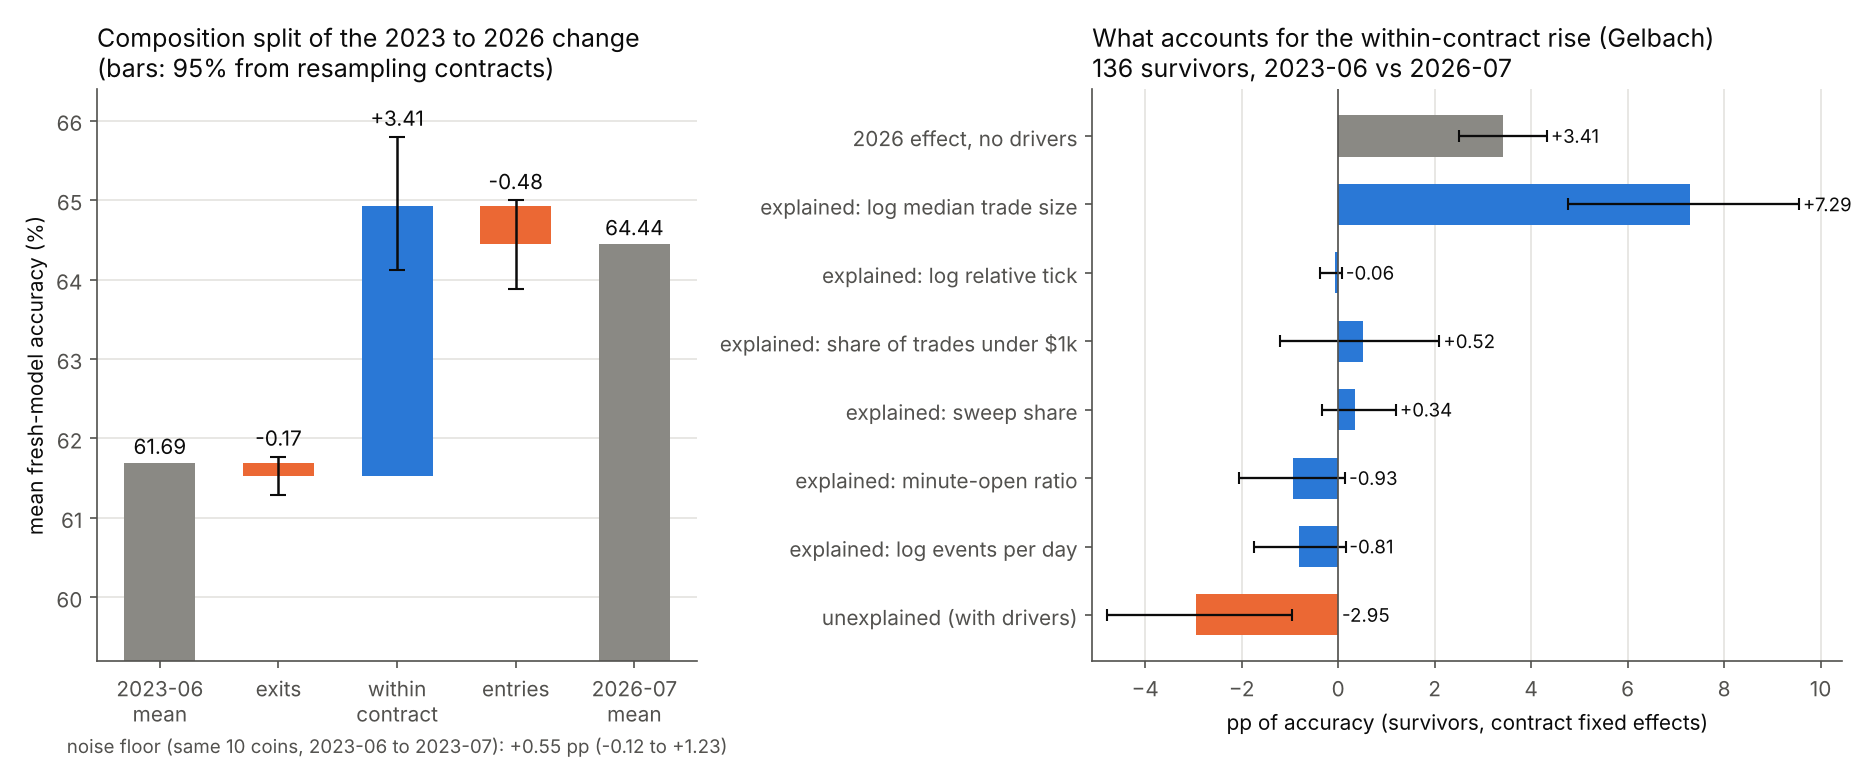 Composition split of the 2023 to 2026 change
(bars: 95% from resampling contracts)
mean fresh-model accuracy (%)
66
65
64
63
62
61
60
61.69
-0.17
+3.41
-0.48
64.44
2023-06
mean
exits
within
contract
entries
2026-07
mean
noise floor (same 10 coins, 2023-06 to 2023-07): +0.55 pp (-0.12 to +1.23)
What accounts for the within-contract rise (Gelbach)
136 survivors, 2023-06 vs 2026-07
2026 effect, no drivers
+3.41
explained: log median trade size
+7.29
explained: log relative tick
-0.06
explained: share of trades under $1k
+0.52
explained: sweep share
+0.34
explained: minute-open ratio
-0.93
explained: log events per day
-0.81
unexplained (with drivers)
-2.95
−4
−2
0
2
4
6
8
10
pp of accuracy (survivors, contract fixed effects)